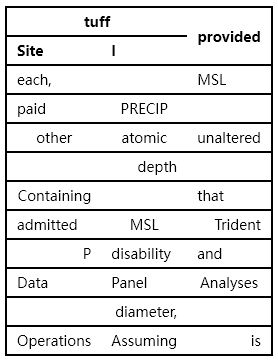 tuff provided
Site I
each, MSL
paid PRECIP
other atomic unaltered
depth
Containing that
admitted MSL Trident
P disability and
Data Panel Analyses
diameter,
Operations Assuming is